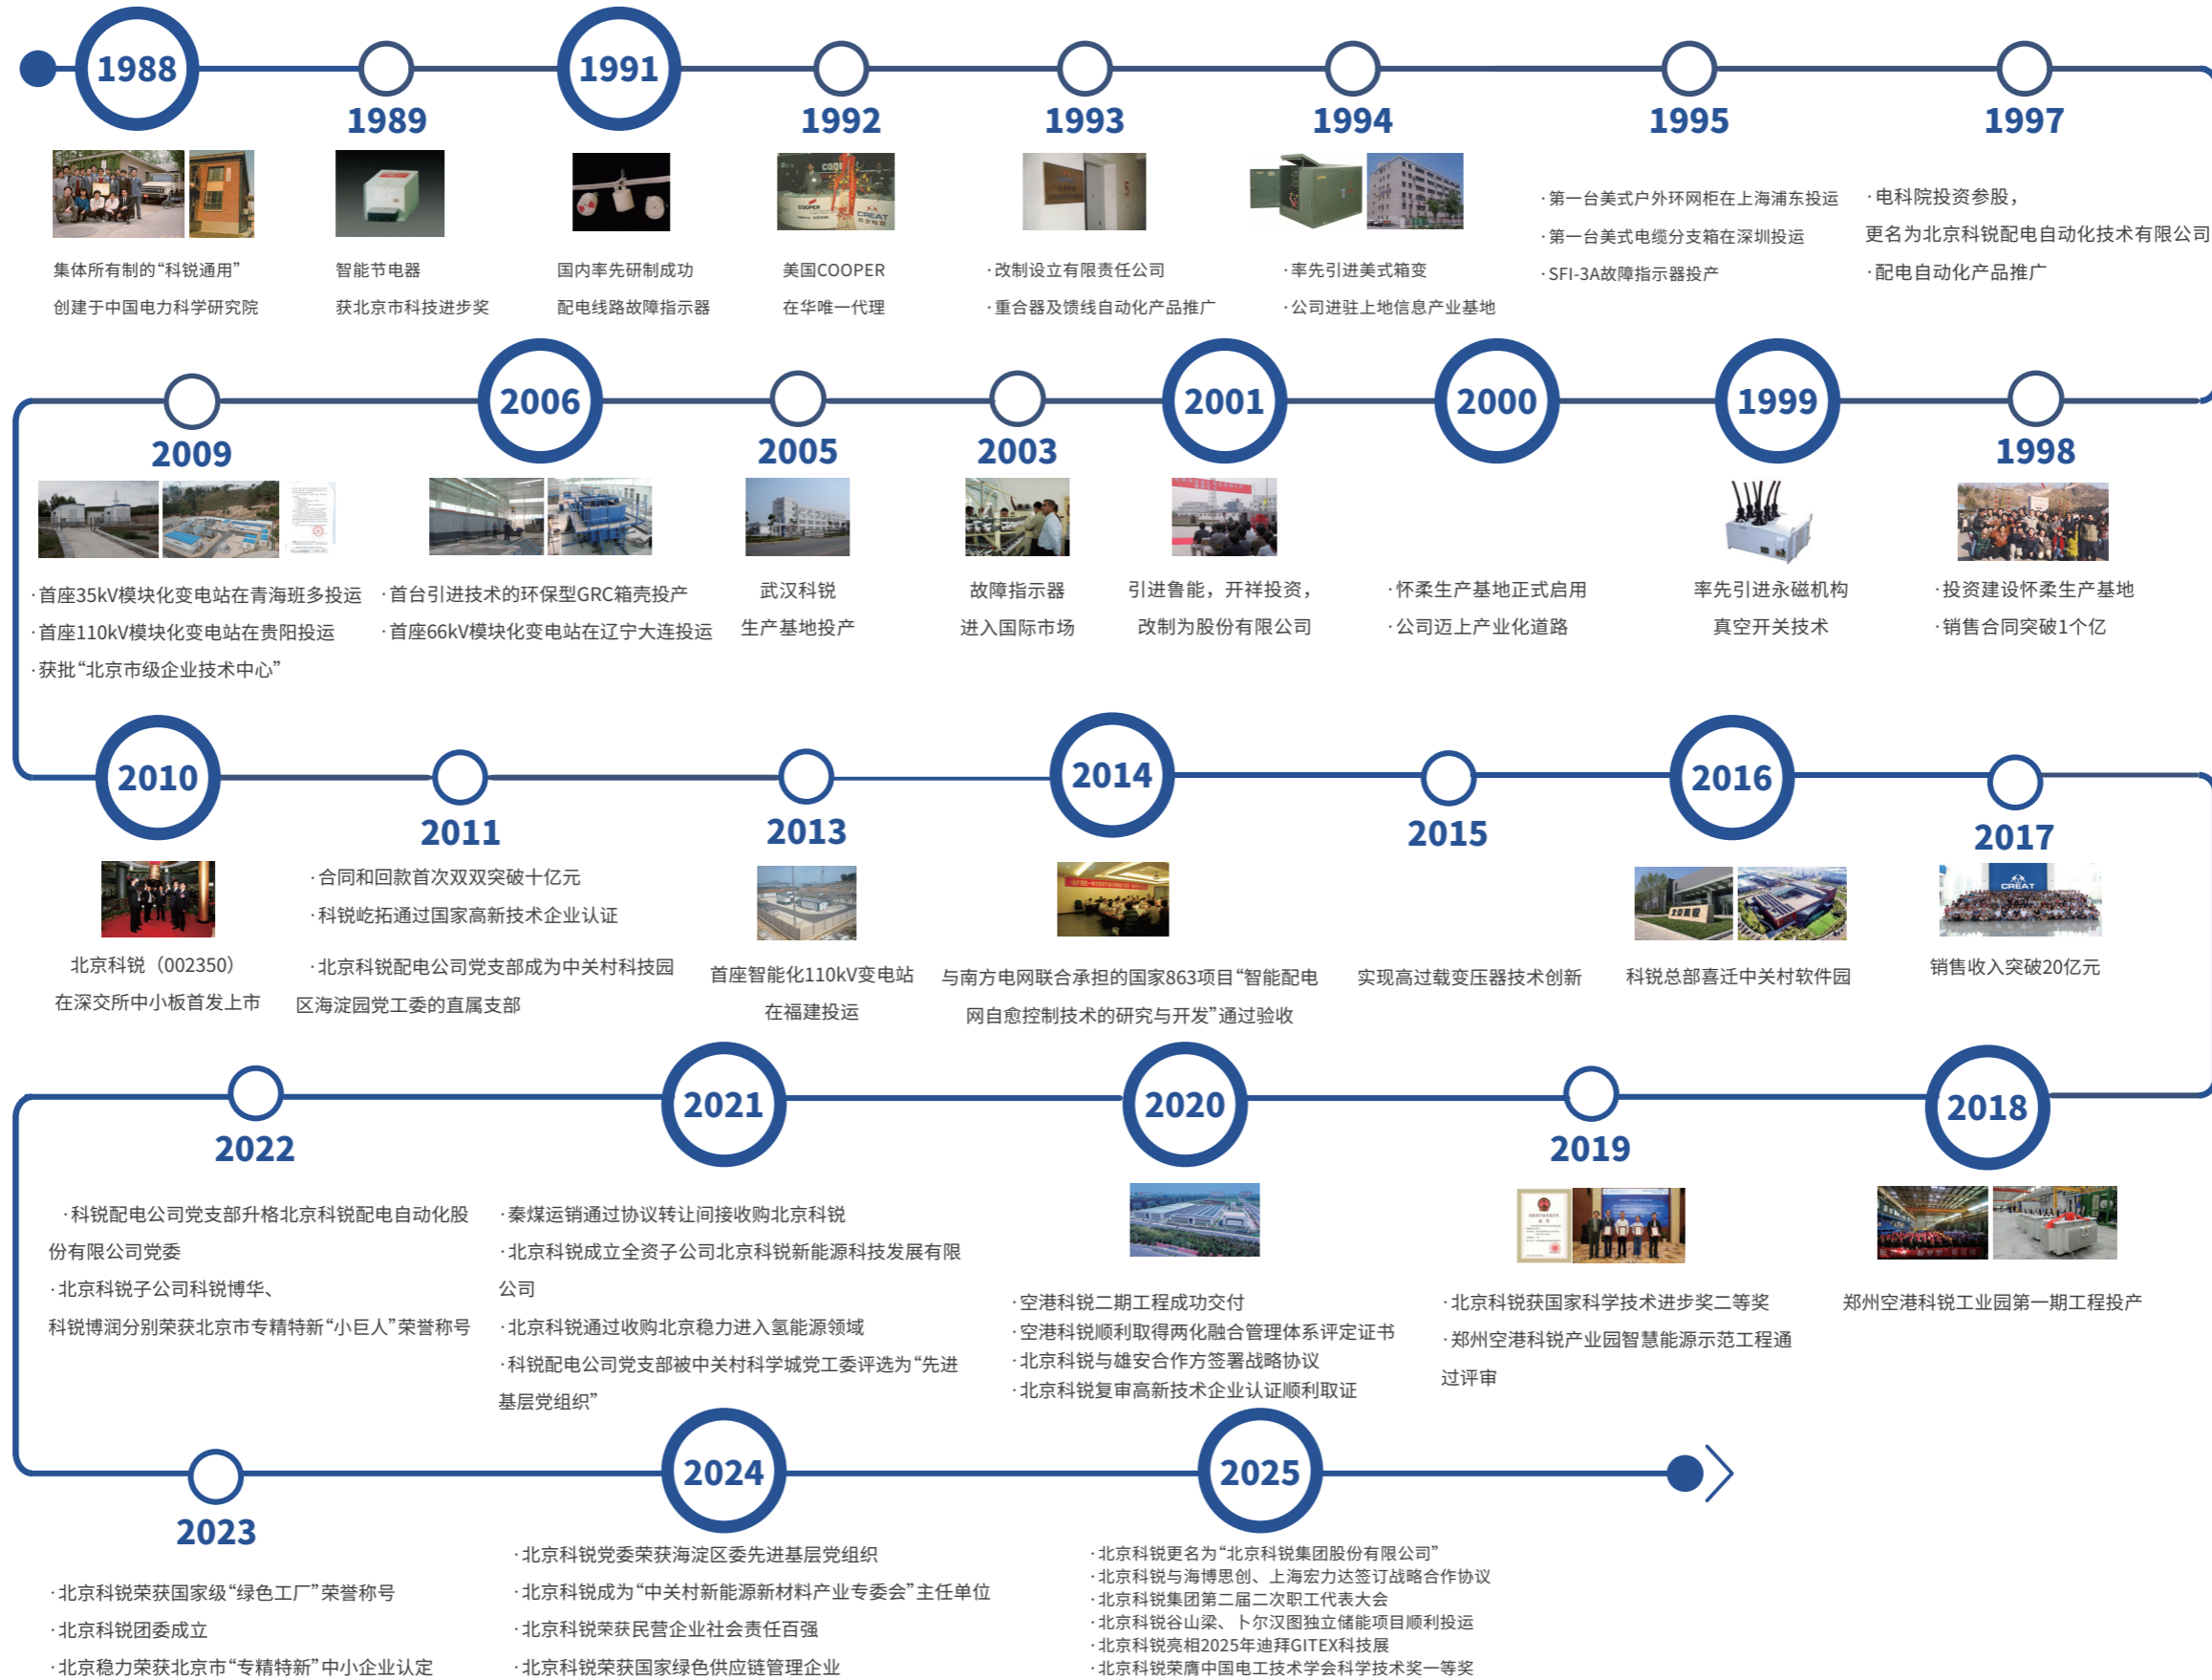 1988
1989
1991
1992
1993
1994
1995
1997
集体所有制的“科锐通用”
创建于中国电力科学研究院
智能节电器
获北京市科技进步奖
国内率先研制成功
配电线路故障指示器
COOPER
CREAT
美国COOPER
在华唯一代理
·改制设立有限责任公司
·重合器及馈线自动化产品推广
·率先引进美式箱变
·公司进驻上地信息产业基地
·第一台美式户外环网柜在上海浦东投运
·第一台美式电缆分支箱在深圳投运
·SFI-3A故障指示器投产
·电科院投资参股，
更名为北京科锐配电自动化技术有限公司
·配电自动化产品推广
2009
2006
2005
2003
2001
2000
1999
1998
·首座35kV模块化变电站在青海班多投运
·首座110kV模块化变电站在贵阳投运
·获批“北京市级企业技术中心”
·首台引进技术的环保型GRC箱壳投产
·首座66kV模块化变电站在辽宁大连投运
武汉科锐
生产基地投产
故障指示器
进入国际市场
引进鲁能，开祥投资，
改制为股份有限公司
·怀柔生产基地正式启用
·公司迈上产业化道路
率先引进永磁机构
真空开关技术
·投资建设怀柔生产基地
·销售合同突破1个亿
2010
2011
2013
2014
2015
2016
2017
北京科锐（002350）
在深交所中小板首发上市
·合同和回款首次双双突破十亿元
·科锐屹拓通过国家高新技术企业认证
·北京科锐配电公司党支部成为中关村科技园
区海淀园党工委的直属支部
首座智能化110kV变电站
在福建投运
与南方电网联合承担的国家863项目“智能配电
网自愈控制技术的研究与开发”通过验收
实现高过载变压器技术创新
北京科锐
科锐总部喜迁中关村软件园
CREAT
销售收入突破20亿元
2022
2021
2020
2019
2018
·科锐配电公司党支部升格北京科锐配电自动化股
份有限公司党委
·北京科锐子公司科锐博华、
科锐博润分别荣获北京市专精特新“小巨人”荣誉称号
·秦煤运销通过协议转让间接收购北京科锐
·北京科锐成立全资子公司北京科锐新能源科技发展有限
公司
·北京科锐通过收购北京稳力进入氢能源领域
·科锐配电公司党支部被中关村科学城党工委评选为“先进
基层党组织”
·空港科锐二期工程成功交付
·空港科锐顺利取得两化融合管理体系评定证书
·北京科锐与雄安合作方签署战略协议
·北京科锐复审高新技术企业认证顺利取证
·北京科锐获国家科学技术进步奖二等奖
·郑州空港科锐产业园智慧能源示范工程通
过评审
郑州空港科锐工业园第一期工程投产
2023
2024
2025
·北京科锐荣获国家级“绿色工厂”荣誉称号
·北京科锐团委成立
·北京稳力荣获北京市“专精特新”中小企业认定
·北京科锐党委荣获海淀区委先进基层党组织
·北京科锐成为“中关村新能源新材料产业专委会”主任单位
·北京科锐荣获民营企业社会责任百强
·北京科锐荣获国家绿色供应链管理企业
·北京科锐更名为“北京科锐集团股份有限公司”
·北京科锐与海博思创、上海宏力达签订战略合作协议
·北京科锐集团第二届二次职工代表大会
·北京科锐谷山梁、卜尔汉图独立储能项目顺利投运
·北京科锐亮相2025年迪拜GITEX科技展
·北京科锐荣膺中国电工技术学会科学技术奖一等奖